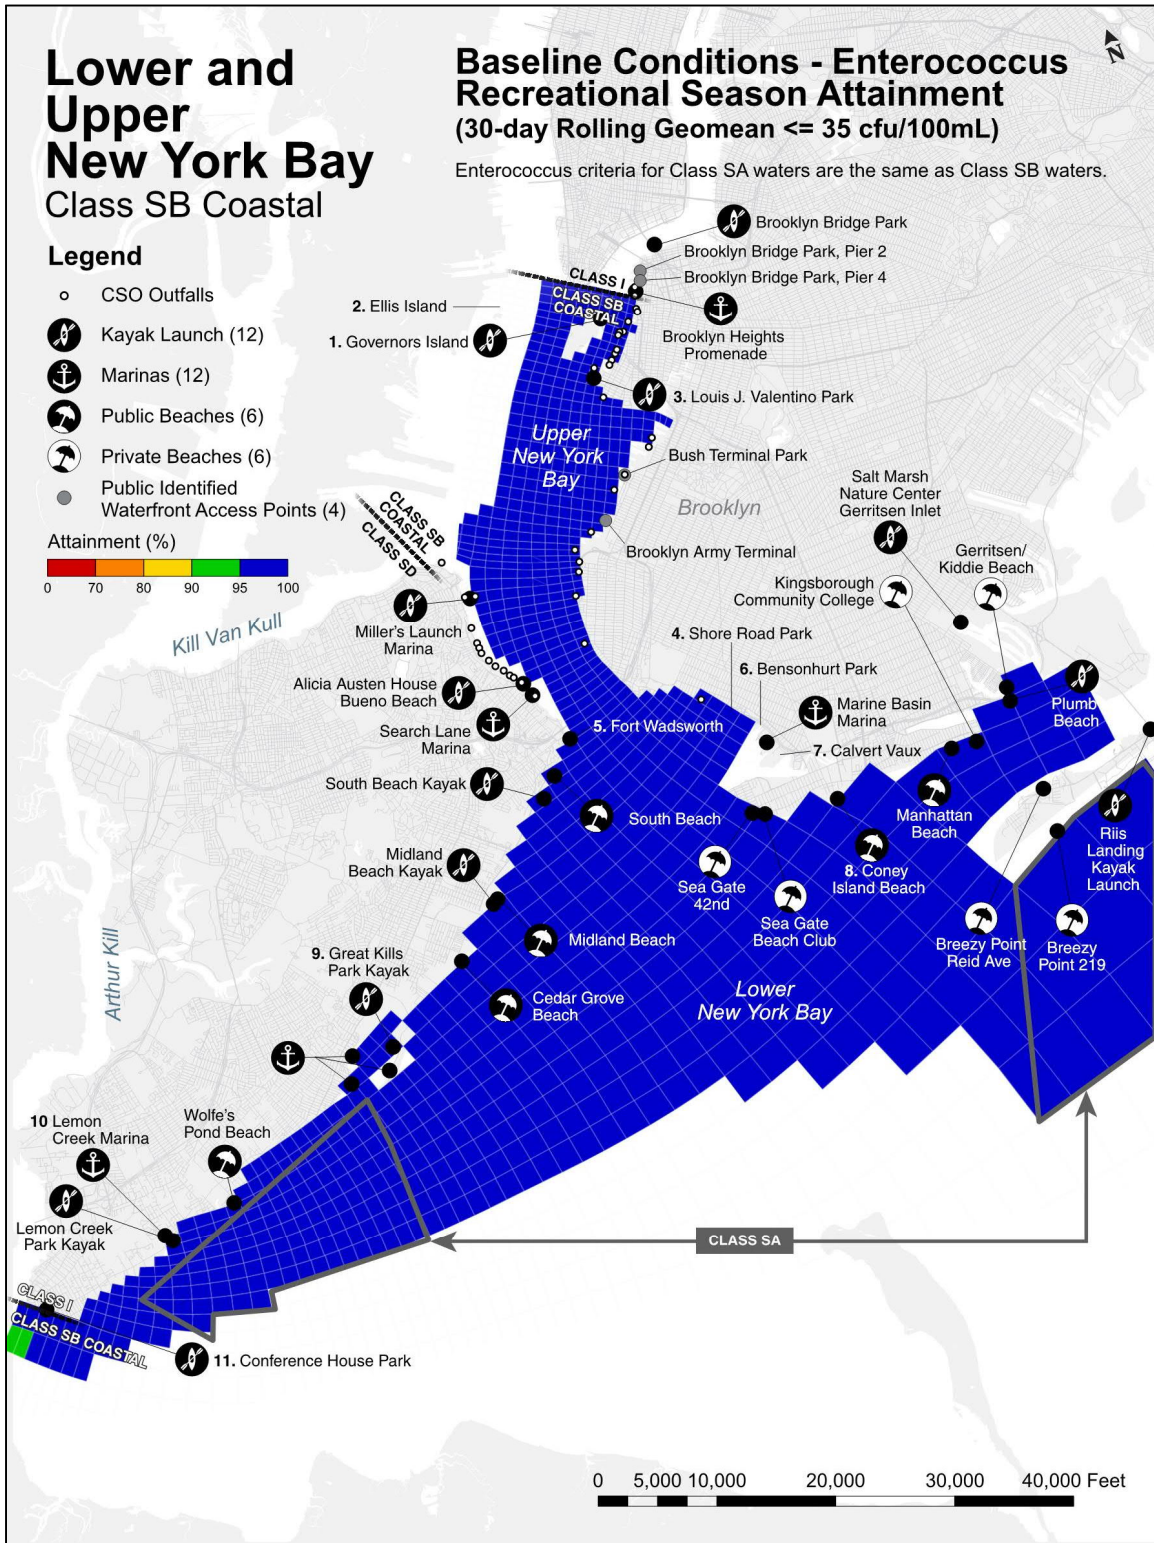 Lower and
Upper
New York Bay
Class SB Coastal
Baseline Conditions - Enterococcus
Recreational Season Attainment
(30-day Rolling Geomean <= 35 cfu/100mL)
Enterococcus criteria for Class SA waters are the same as Class SB waters.
N
Legend
CSO Outfalls
Kayak Launch (12)
Marinas (12)
Public Beaches (6)
Private Beaches (6)
Public Identified
Waterfront Access Points (4)
Attainment (%)
0 70 80 90 95 100
Brooklyn Bridge Park
Brooklyn Bridge Park, Pier 2
Brooklyn Bridge Park, Pier 4
CLASS I
CLASS SB
COASTAL
2. Ellis Island
1. Governors Island
Brooklyn Heights
Promenade
3. Louis J. Valentino Park
Upper
New York
Bay
Bush Terminal Park
Brooklyn
Brooklyn Army Terminal
Salt Marsh
Nature Center
Gerritsen Inlet
Gerritsen/
Kiddie Beach
Kingsborough
Community College
CLASS SB
COASTAL
CLASS SD
Kill Van Kull
Miller's Launch
Marina
4. Shore Road Park
6. Bensonhurt Park
Alicia Austen House
Bueno Beach
Search Lane
Marina
5. Fort Wadsworth
Marine Basin
Marina
7. Calvert Vaux
Plumb
Beach
South Beach Kayak
South Beach
Manhattan
Beach
Riis
Landing
Kayak
Launch
Midland
Beach Kayak
Sea Gate
42nd
8. Coney
Island Beach
Sea Gate
Beach Club
Breezy Point
Reid Ave
Breezy
Point 219
Midland Beach
9. Great Kills
Park Kayak
Arthur Kill
Cedar Grove
Beach
Lower
New York Bay
10 Lemon
Creek Marina
Wolfe's
Pond Beach
Lemon Creek
Park Kayak
CLASS SA
CLASS I
CLASS SB COASTAL
11. Conference House Park
0 5,000 10,000 20,000 30,000 40,000 Feet